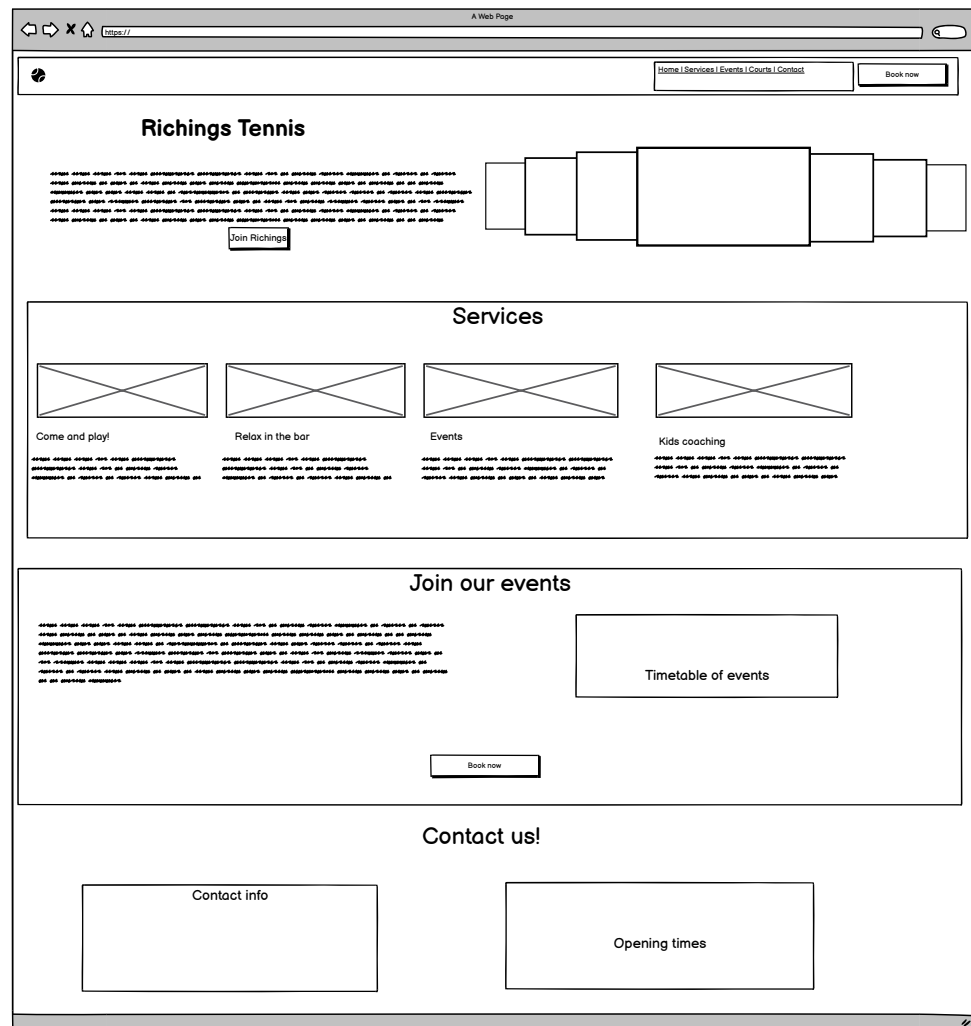 A Web Page
https://
Home | Services | Events | Courts | Contact
Book now
Richings Tennis
Join Richings
Services
Come and play!
Relax in the bar
Events
Kids coaching
Join our events
Timetable of events
Book now
Contact us!
Contact info
Opening times